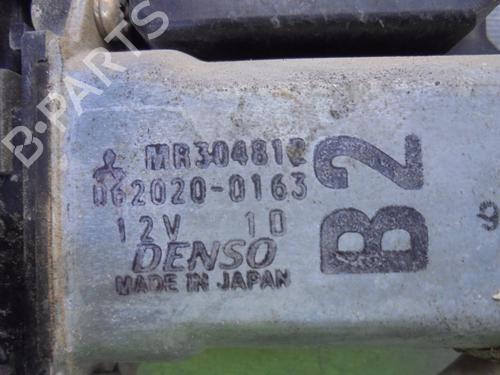 MR304812
062020-0163
12V 10
DENSO
MADE IN JAPAN
B2
B-Parts